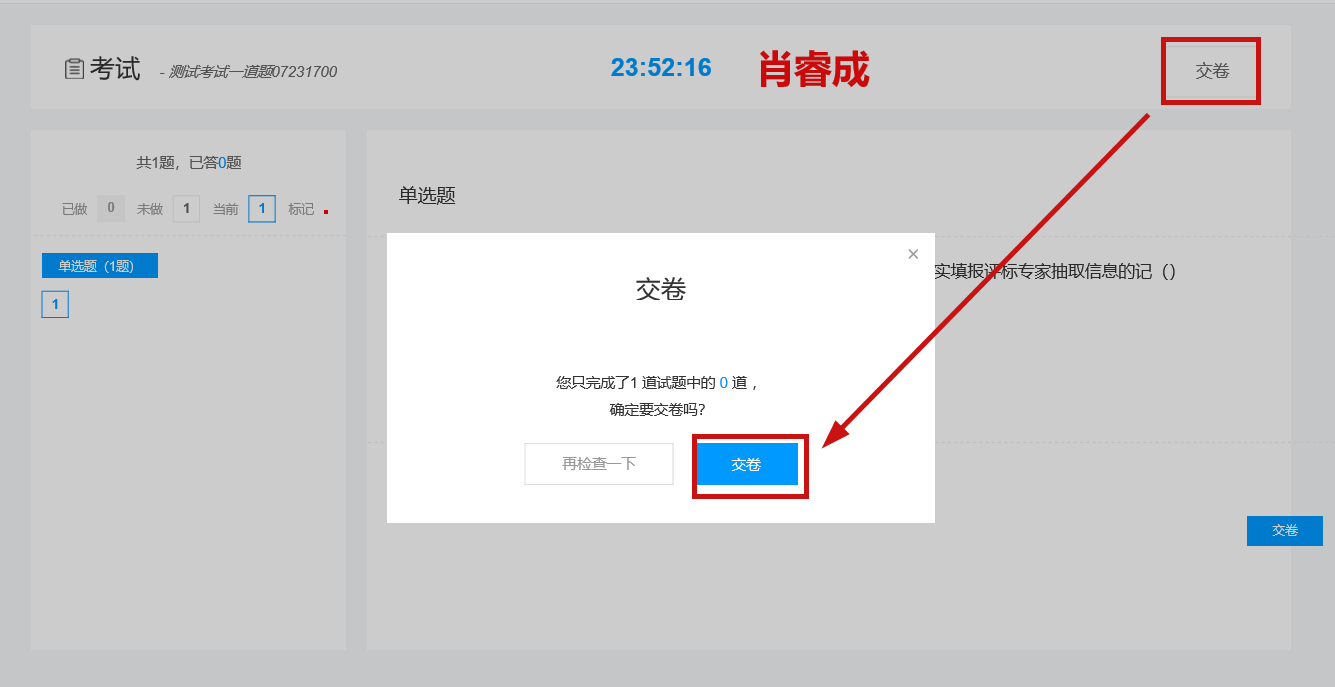 考试 - 测试考试一道题07231700 23:52:16 肖睿成 交卷
共1题，已答0题
已做 0 未做 1 当前 1 标记
单选题（1题）
1
单选题
实填报评标专家抽取信息的记（）
×
交卷
您只完成了1 道试题中的 0 道，
确定要交卷吗?
再检查一下 交卷
交卷